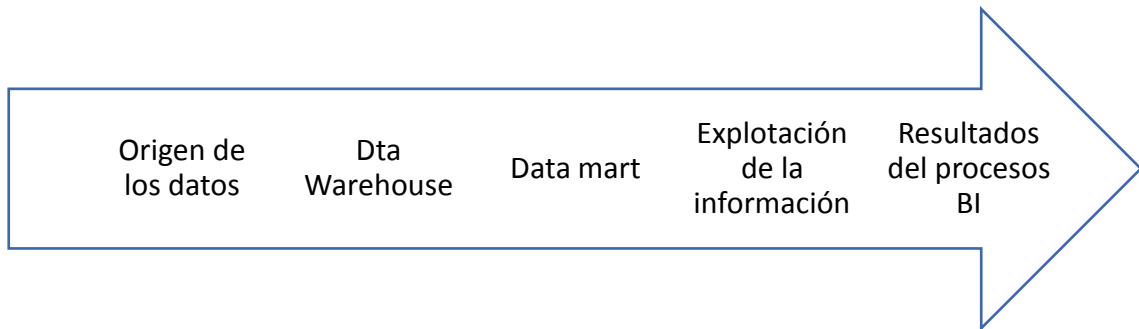 Origen de
los datos
Dta
Warehouse
Data mart
Explotación
de la
información
Resultados
del procesos
BI